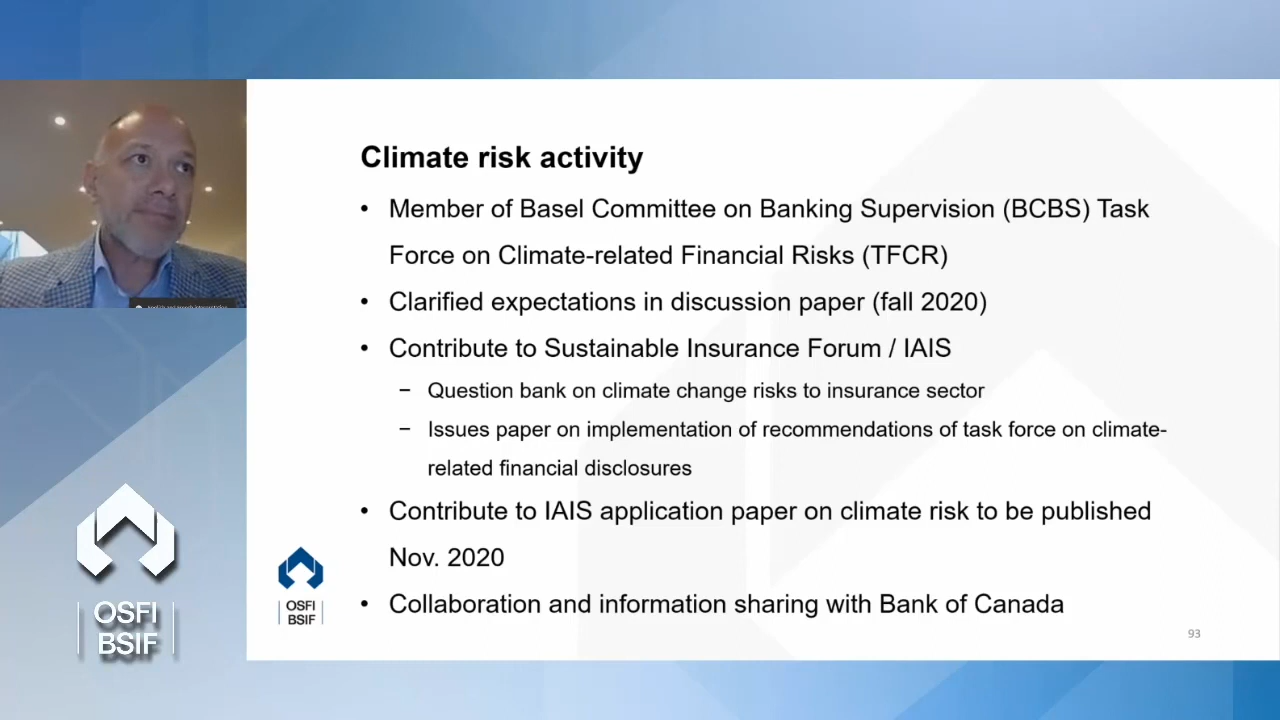 Climate risk activity
• Member of Basel Committee on Banking Supervision (BCBS) Task
Force on Climate-related Financial Risks (TFCR)
• Clarified expectations in discussion paper (fall 2020)
• Contribute to Sustainable Insurance Forum / IAIS
– Question bank on climate change risks to insurance sector
– Issues paper on implementation of recommendations of task force on climate-
related financial disclosures
• Contribute to IAIS application paper on climate risk to be published
Nov. 2020
• Collaboration and information sharing with Bank of Canada
OSFI
BSIF
93
OSFI
BSIF